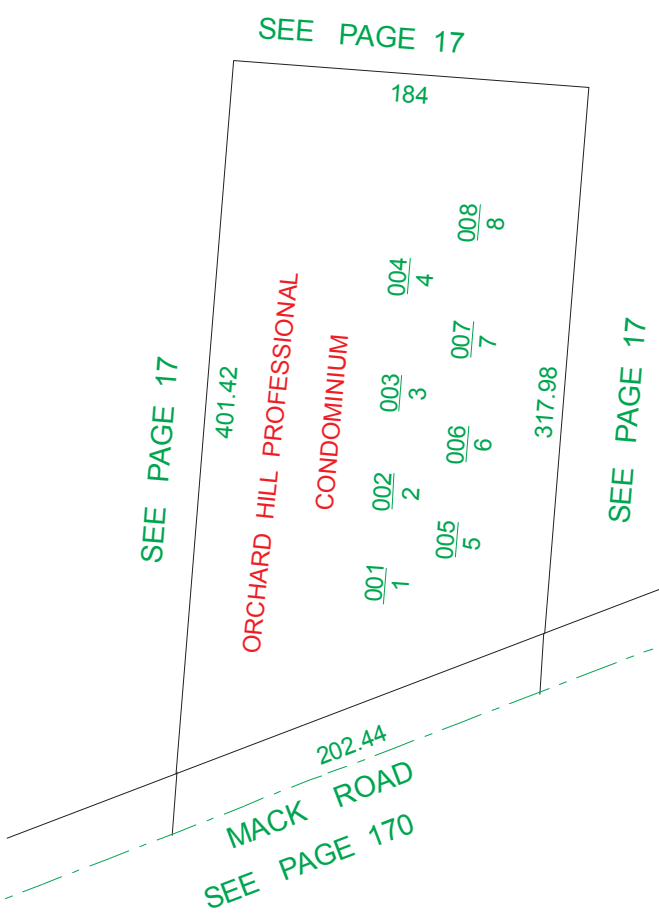 SEE PAGE 17
184
008
8
004
4
007
7
003
3
006
6
002
2
005
5
001
1
ORCHARD HILL PROFESSIONAL
CONDOMINIUM
401.42
317.98
SEE PAGE 17
SEE PAGE 17
202.44
MACK ROAD
SEE PAGE 170